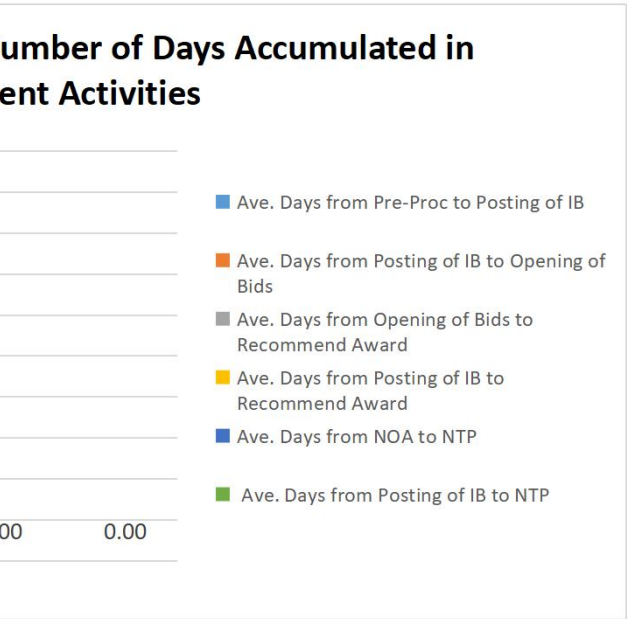 umber of Days Accumulated in
ent Activities
Ave. Days from Pre-Proc to Posting of IB
Ave. Days from Posting of IB to Opening of
Bids
Ave. Days from Opening of Bids to
Recommend Award
Ave. Days from Posting of IB to
Recommend Award
Ave. Days from NOA to NTP
Ave. Days from Posting of IB to NTP
00 0.00